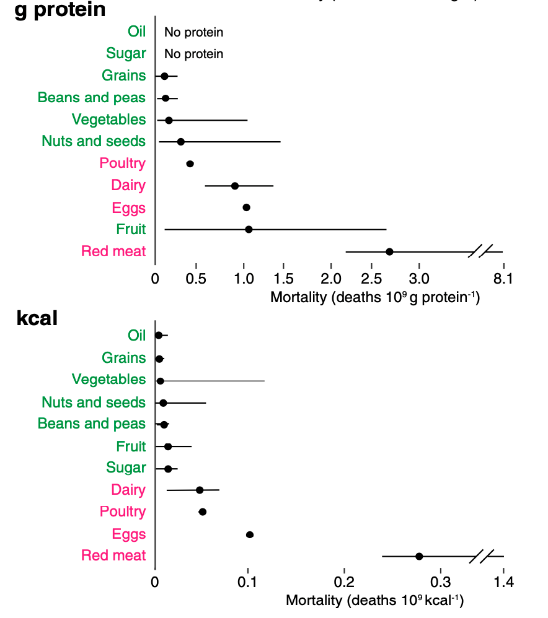 g protein
Oil No protein
Sugar No protein
Grains
Beans and peas
Vegetables
Nuts and seeds
Poultry
Dairy
Eggs
Fruit
Red meat
0 0.5 1.0 1.5 2.0 2.5 3.0 8.1
Mortality (deaths 10⁹ g protein⁻¹)
kcal
Oil
Grains
Vegetables
Nuts and seeds
Beans and peas
Fruit
Sugar
Dairy
Poultry
Eggs
Red meat
0 0.1 0.2 0.3 1.4
Mortality (deaths 10⁹ kcal⁻¹)